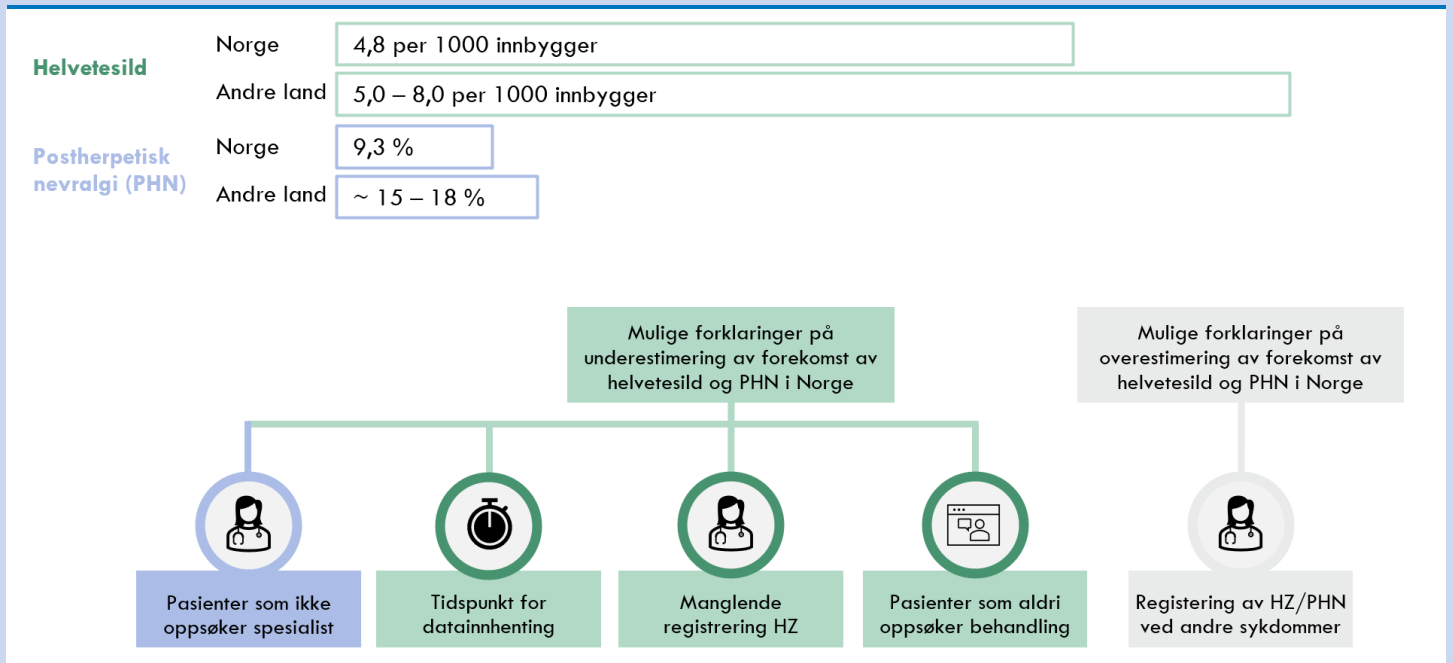 Helvetesild
Norge
4,8 per 1000 innbygger
Andre land
5,0 – 8,0 per 1000 innbygger
Postherpetisk
nevralgi (PHN)
Norge
9,3 %
Andre land
~ 15 – 18 %
Mulige forklaringer på
underestimering av forekomst av
helvetesild og PHN i Norge
Mulige forklaringer på
overestimering av forekomst av
helvetesild og PHN i Norge
Pasienter som ikke
oppsøker spesialist
Tidspunkt for
datainnhenting
Manglende
registrering HZ
Pasienter som aldri
oppsøker behandling
Registering av HZ/PHN
ved andre sykdommer